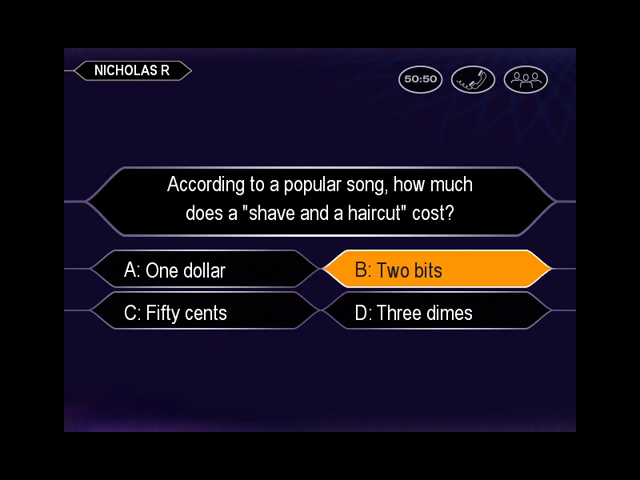 NICHOLAS R
50:50
According to a popular song, how much
does a "shave and a haircut" cost?
A: One dollar
B: Two bits
C: Fifty cents
D: Three dimes